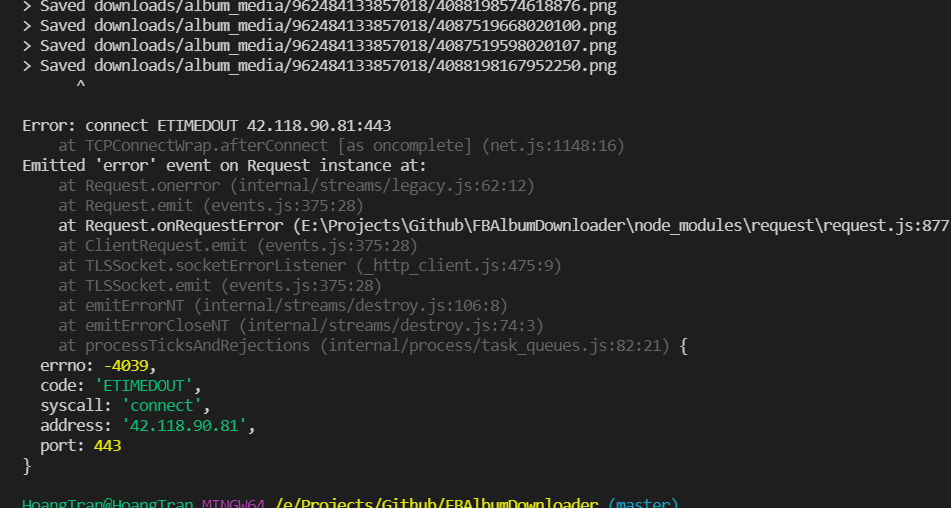 > Saved downloads/album_media/962484133857018/4088198574618876.png
> Saved downloads/album_media/962484133857018/4087519668020100.png
> Saved downloads/album_media/962484133857018/4087519598020107.png
> Saved downloads/album_media/962484133857018/4088198167952250.png
^
Error: connect ETIMEDOUT 42.118.90.81:443
at TCPConnectWrap.afterConnect [as oncomplete] (net.js:1148:16)
Emitted 'error' event on Request instance at:
at Request.onerror (internal/streams/legacy.js:62:12)
at Request.emit (events.js:375:28)
at Request.onRequestError (E:\Projects\Github\FBAlbumDownloader\node_modules\request\request.js:877
at ClientRequest.emit (events.js:375:28)
at TLSSocket.socketErrorListener (_http_client.js:475:9)
at TLSSocket.emit (events.js:375:28)
at emitErrorNT (internal/streams/destroy.js:106:8)
at emitErrorCloseNT (internal/streams/destroy.js:74:3)
at processTicksAndRejections (internal/process/task_queues.js:82:21) {
errno: -4039,
code: 'ETIMEDOUT',
syscall: 'connect',
address: '42.118.90.81',
port: 443
}
HoangTran@HoangTran MINGW64 /e/Projects/Github/FBAlbumDownloader (master)